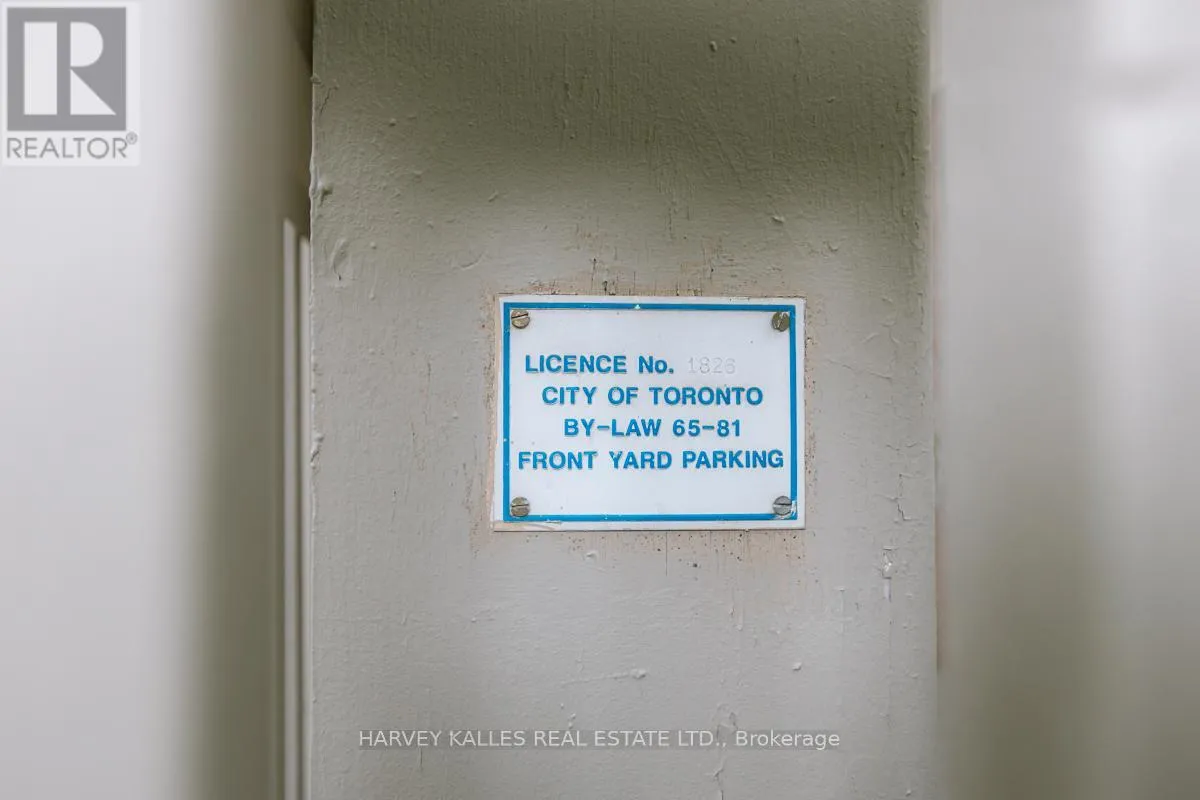 REALTOR®
LICENCE No. 1826
CITY OF TORONTO
BY-LAW 65-81
FRONT YARD PARKING
HARVEY KALLES REAL ESTATE LTD., Brokerage